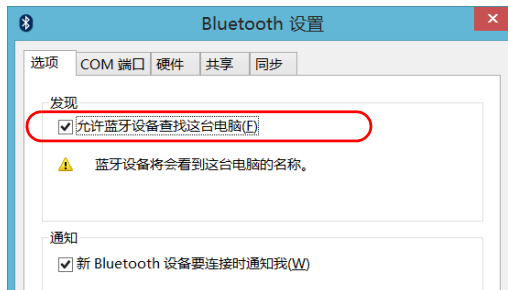 Bluetooth 设置
选项 COM 端口 硬件 共享 同步
发现
允许蓝牙设备查找这台电脑(F)
蓝牙设备将会看到这台电脑的名称。
通知
新 Bluetooth 设备要连接时通知我(W)